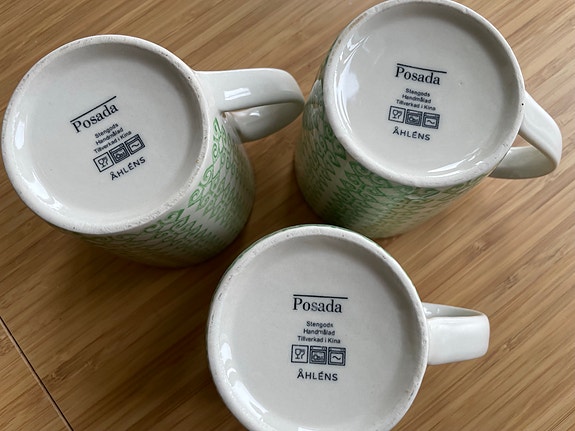 Posada
Stengods
Handmålad
Tillverkad i Kina
ÅHLÉNS
Posada
Stengods
Handmålad
Tillverkad i Kina
ÅHLÉNS
Posada
Stengods
Handmålad
Tillverkad i Kina
ÅHLÉNS